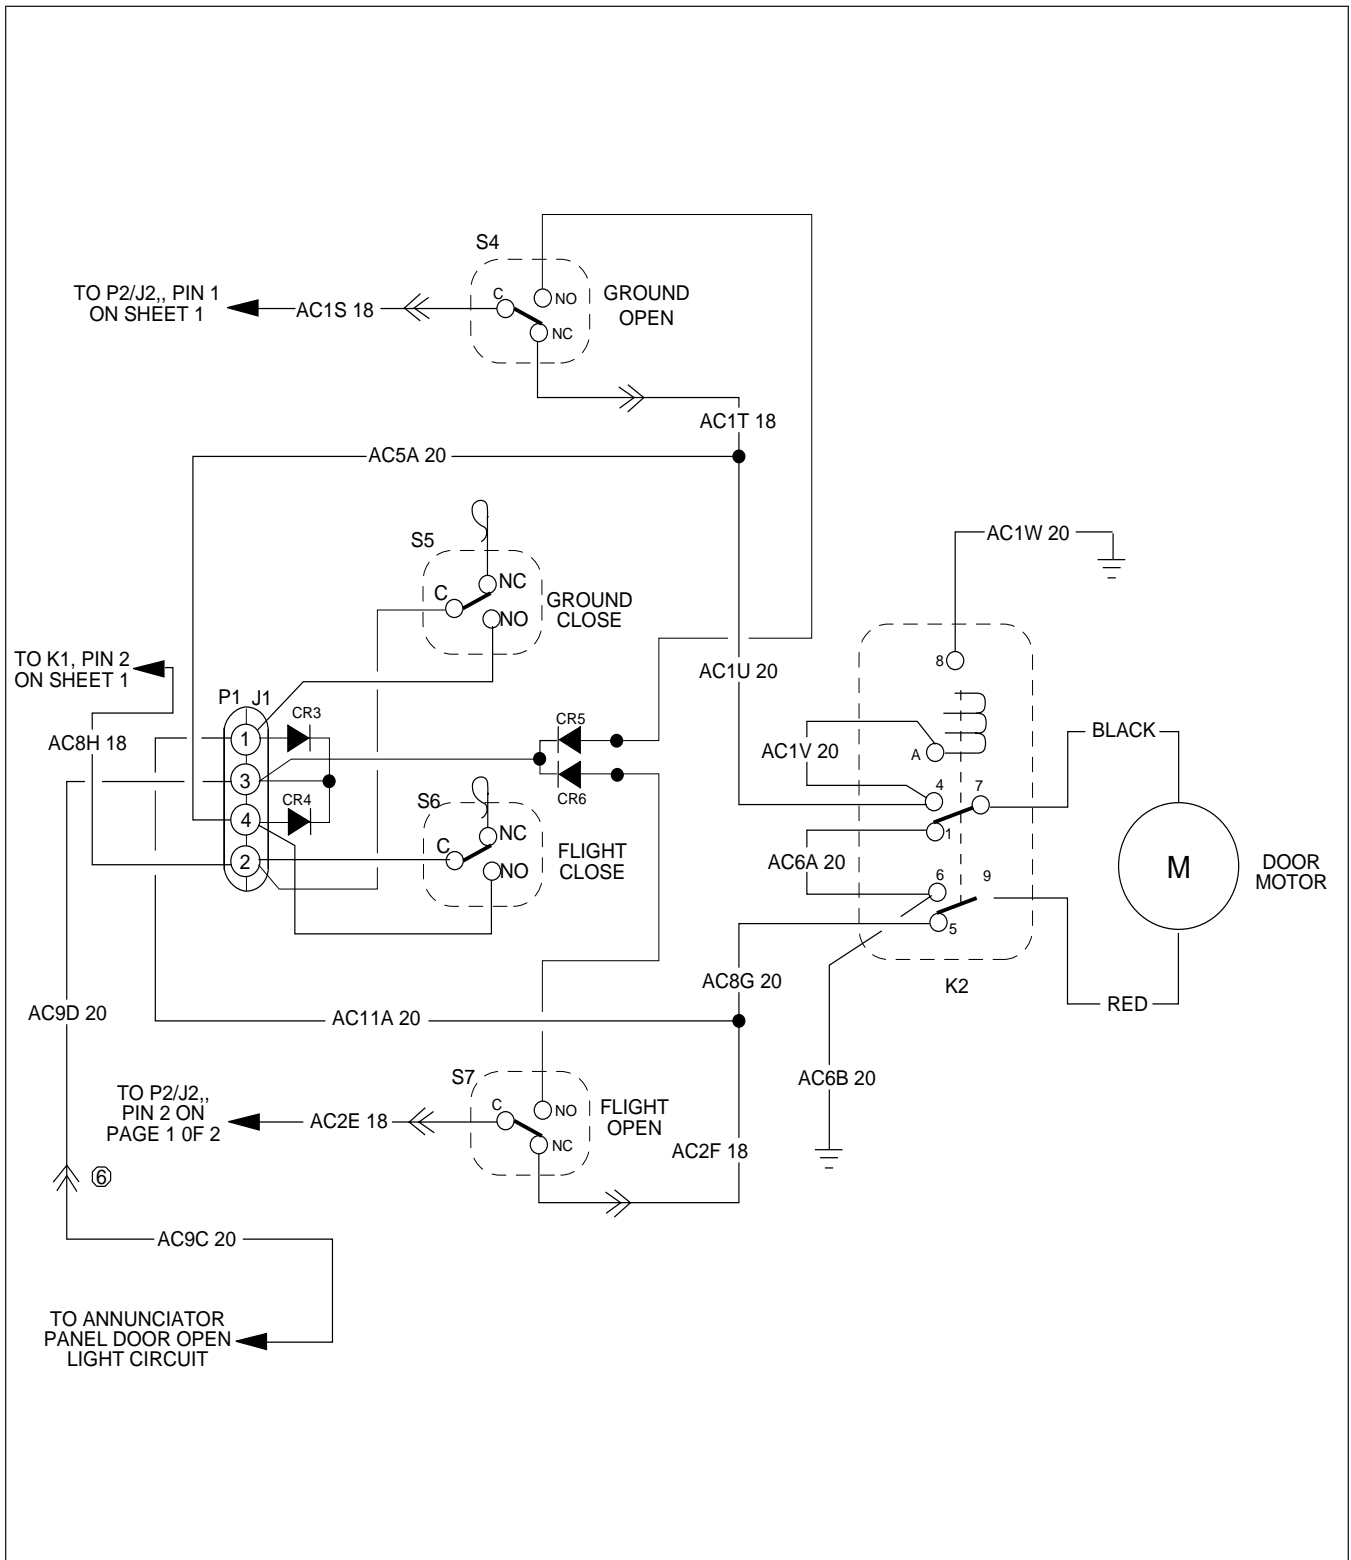 S4
TO P2/J2,, PIN 1
ON SHEET 1
AC1S 18
C
NO
NC
GROUND
OPEN
AC1T 18
AC5A 20
S5
C
NC
NO
GROUND
CLOSE
AC1W 20
TO K1, PIN 2
ON SHEET 1
AC8H 18
P1 J1
1
3
4
2
CR3
CR4
CR5
CR6
AC1U 20
8
AC1V 20
A
4
7
1
BLACK
S6
C
NC
NO
FLIGHT
CLOSE
AC6A 20
6
9
5
K2
M
DOOR
MOTOR
RED
AC8G 20
AC9D 20
AC11A 20
AC6B 20
S7
TO P2/J2,,
PIN 2 ON
PAGE 1 0F 2
AC2E 18
C
NO
NC
FLIGHT
OPEN
AC2F 18
6
AC9C 20
TO ANNUNCIATOR
PANEL DOOR OPEN
LIGHT CIRCUIT